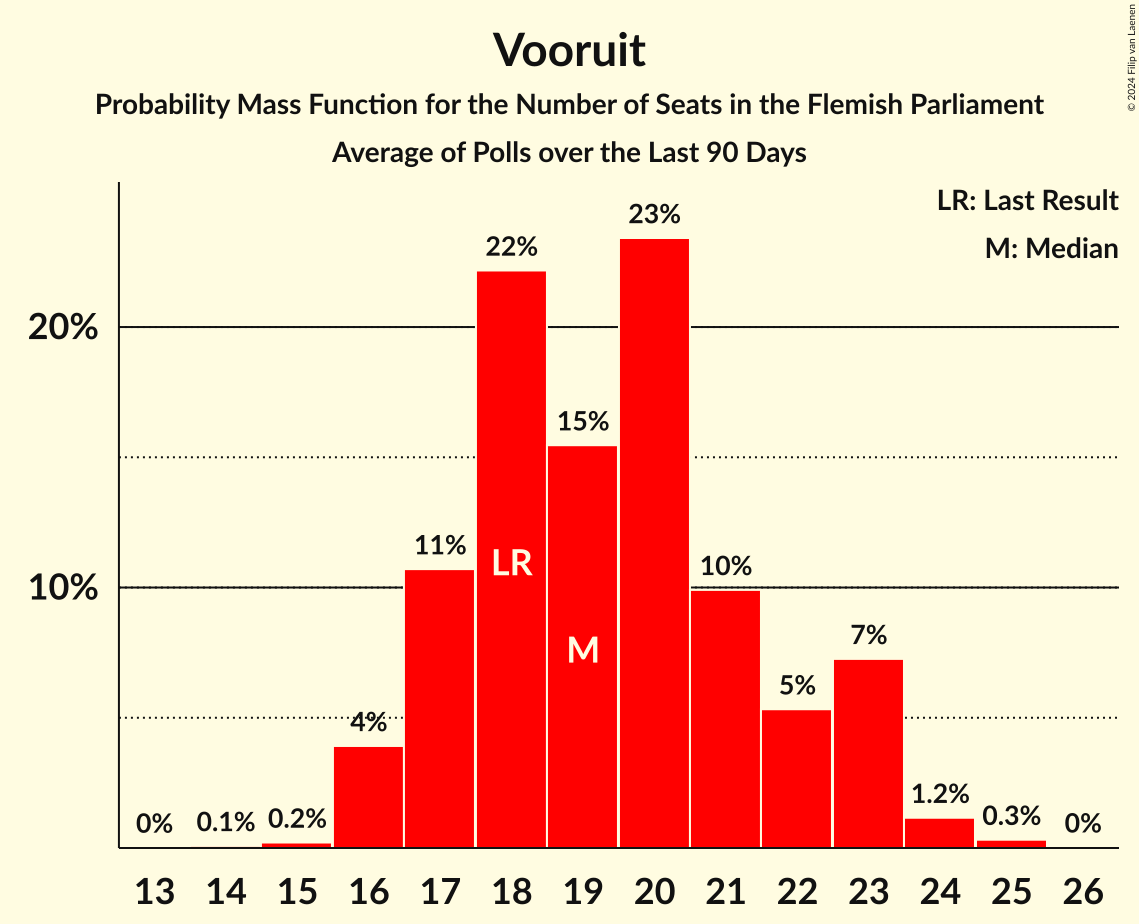 Vooruit
Probability Mass Function for the Number of Seats in the Flemish Parliament
Average of Polls over the Last 90 Days
© 2024 Filip van Laenen
LR: Last Result
M: Median
20%
10%
0%
0.1%
0.2%
4%
11%
22%
15%
23%
10%
5%
7%
1.2%
0.3%
0%
LR
M
13 14 15 16 17 18 19 20 21 22 23 24 25 26